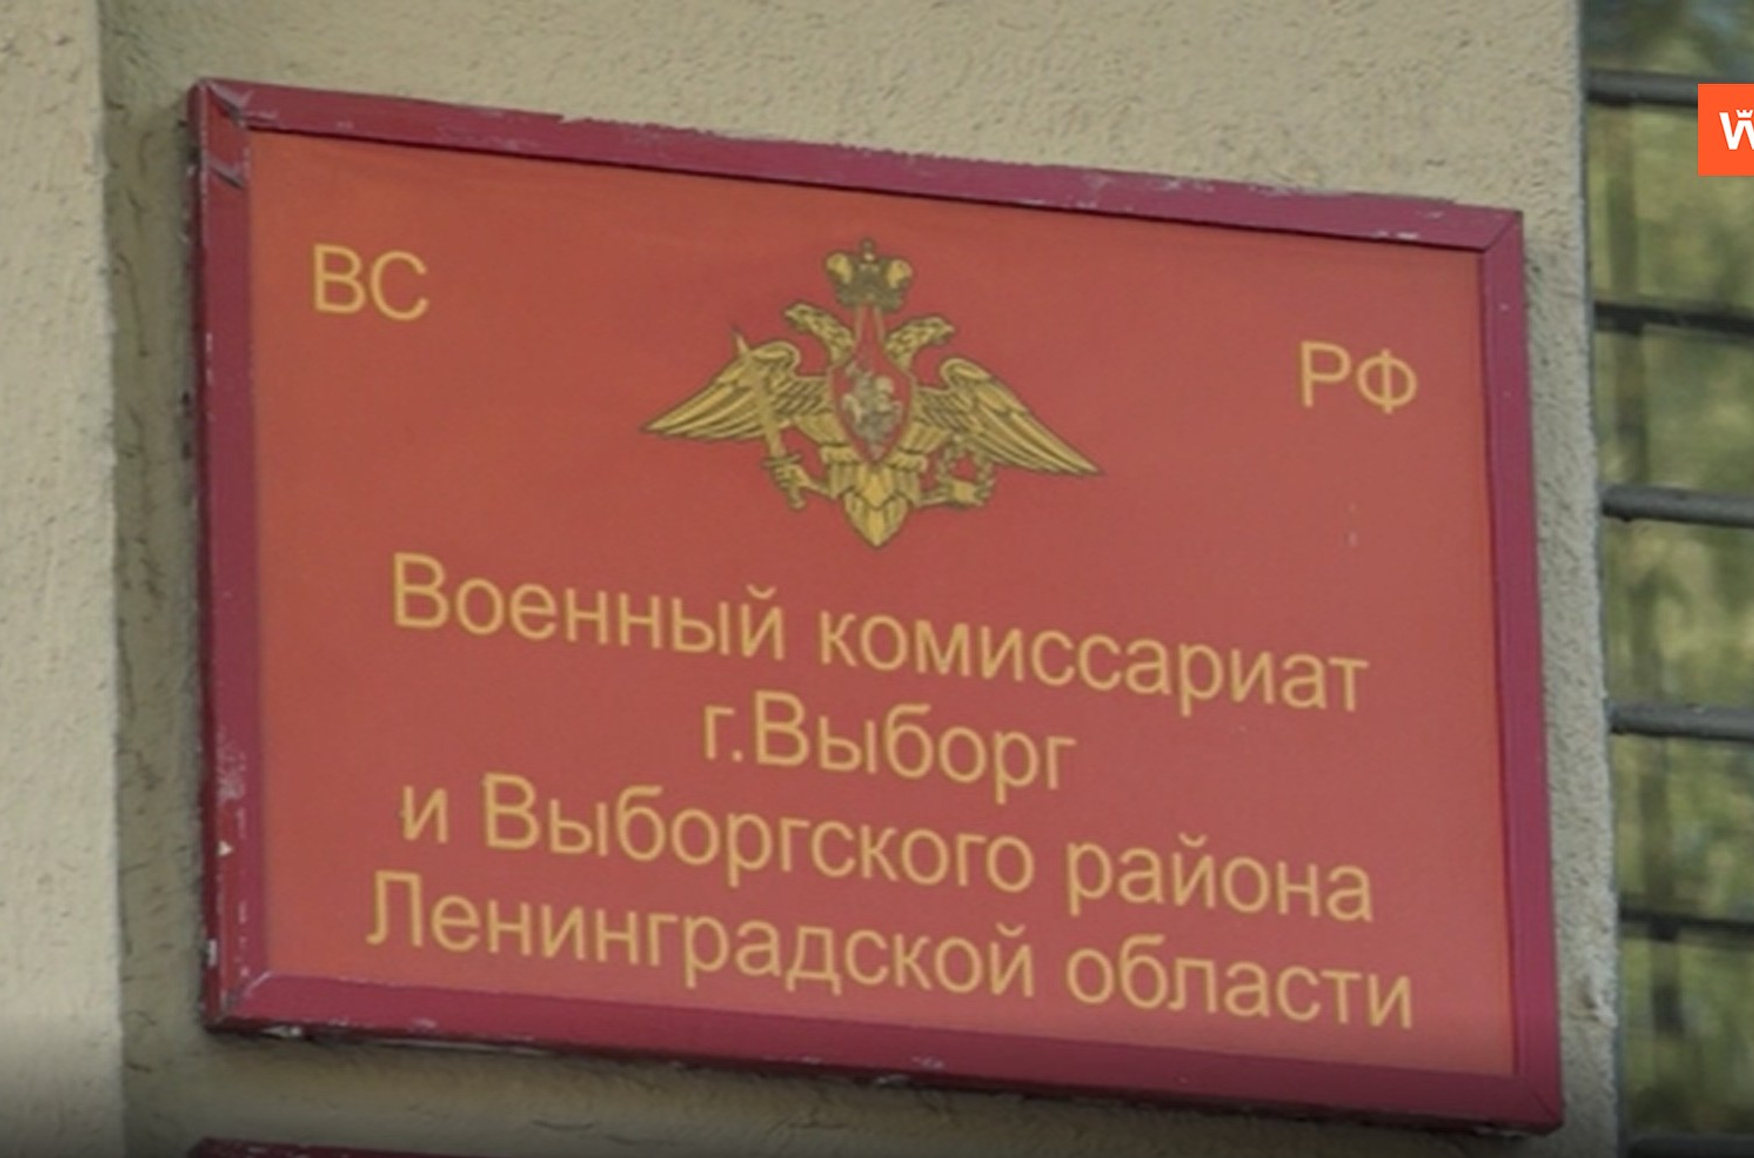 ВС
РФ
Военный комиссариат
г.Выборг
и Выборгского района
Ленинградской области
W